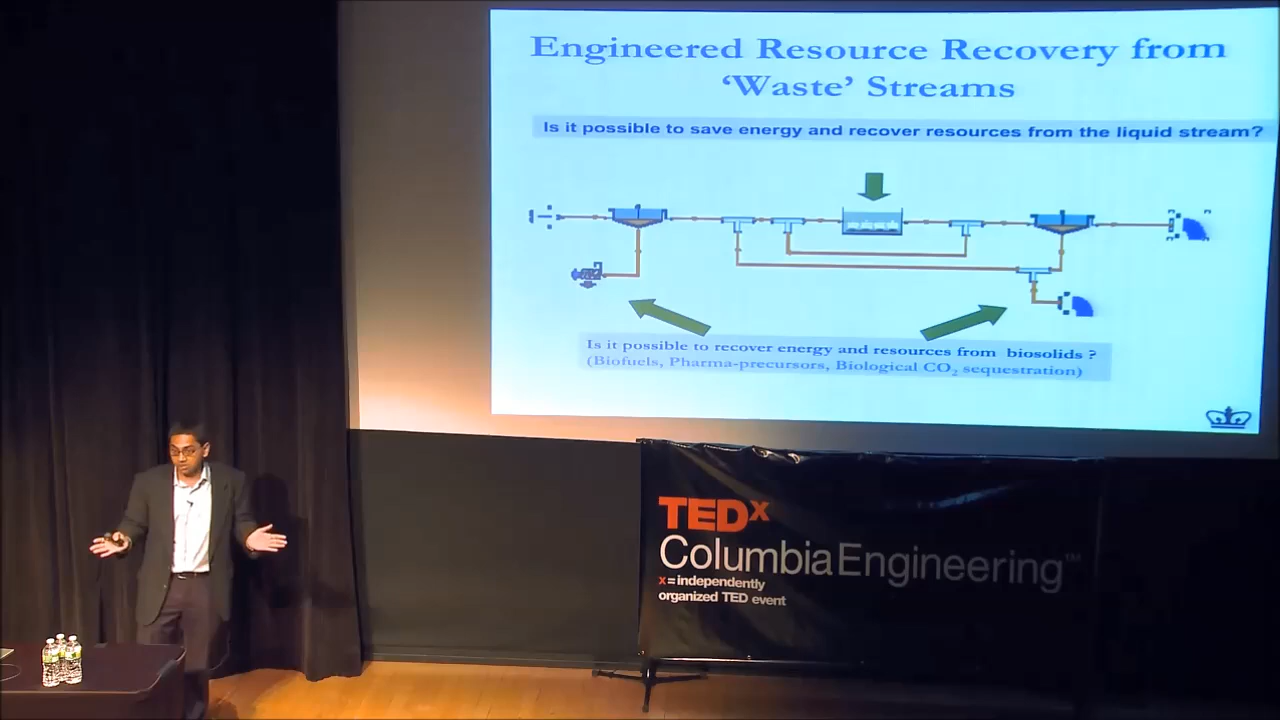 Engineered Resource Recovery from
‘Waste’ Streams
Is it possible to save energy and recover resources from the liquid stream?
Is it possible to recover energy and resources from biosolids ?
(Biofuels, Pharma-precursors, Biological CO₂ sequestration)
TEDx
ColumbiaEngineering™
x = independently
organized TED event